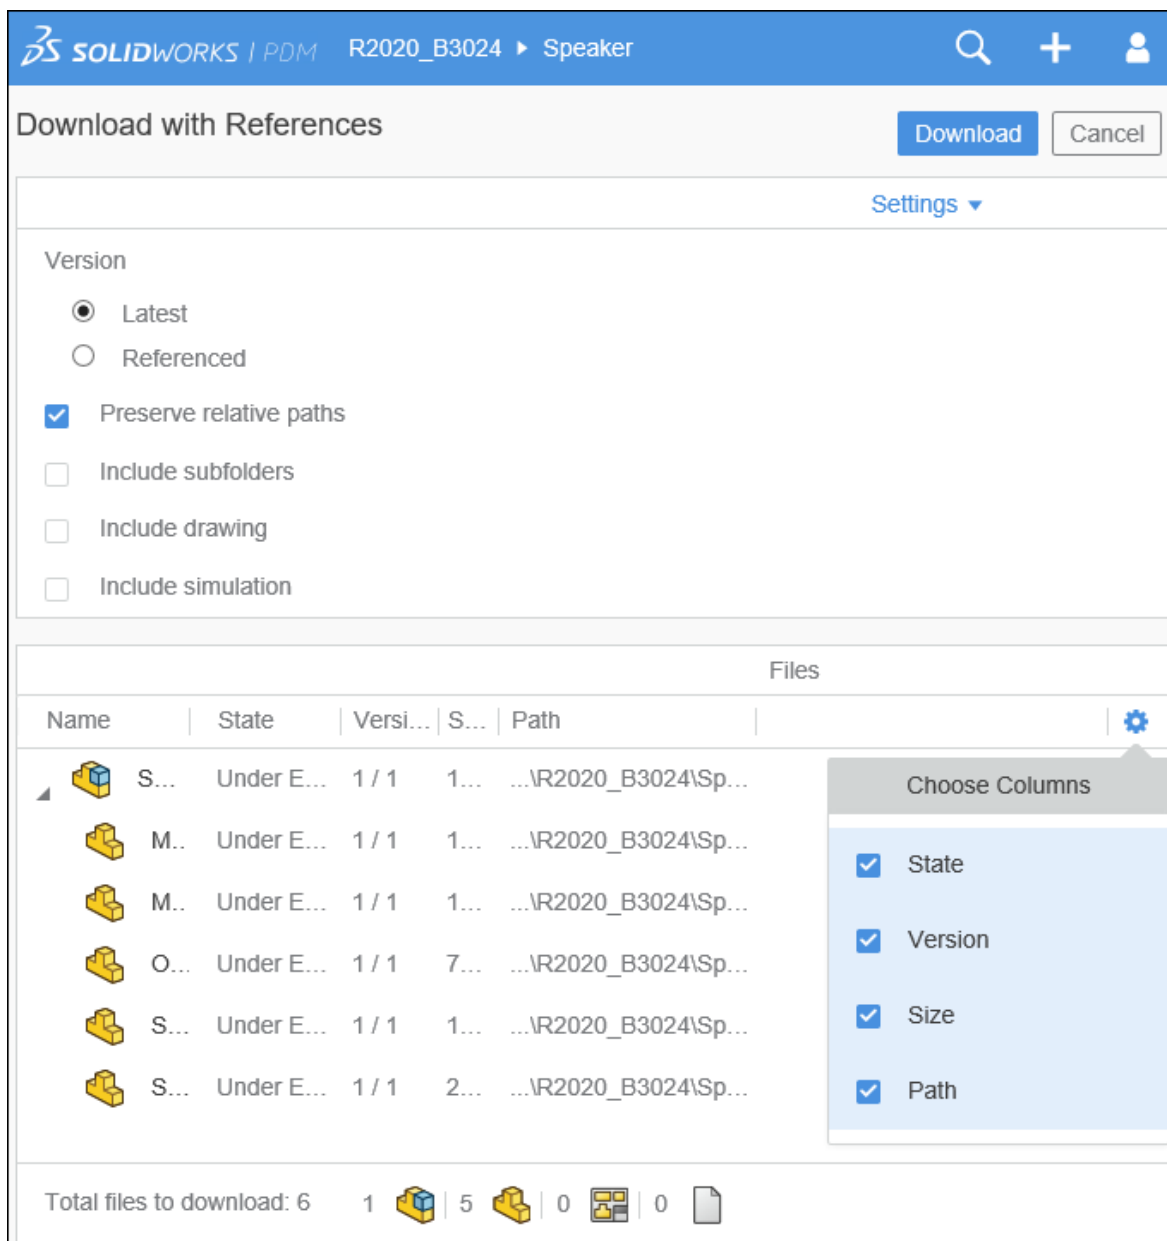 SOLIDWORKS | PDM R2020_B3024 ▸ Speaker
Download with References
Download Cancel
Settings
Version
Latest
Referenced
Preserve relative paths
Include subfolders
Include drawing
Include simulation
Files
Name State Versi... S... Path
S... Under E... 1 / 1 1... ...\R2020_B3024\Sp...
M.. Under E... 1 / 1 1... ...\R2020_B3024\Sp...
M.. Under E... 1 / 1 1... ...\R2020_B3024\Sp...
O... Under E... 1 / 1 7... ...\R2020_B3024\Sp...
S... Under E... 1 / 1 1... ...\R2020_B3024\Sp...
S... Under E... 1 / 1 2... ...\R2020_B3024\Sp...
Choose Columns
State
Version
Size
Path
Total files to download: 6 1 5 0 0